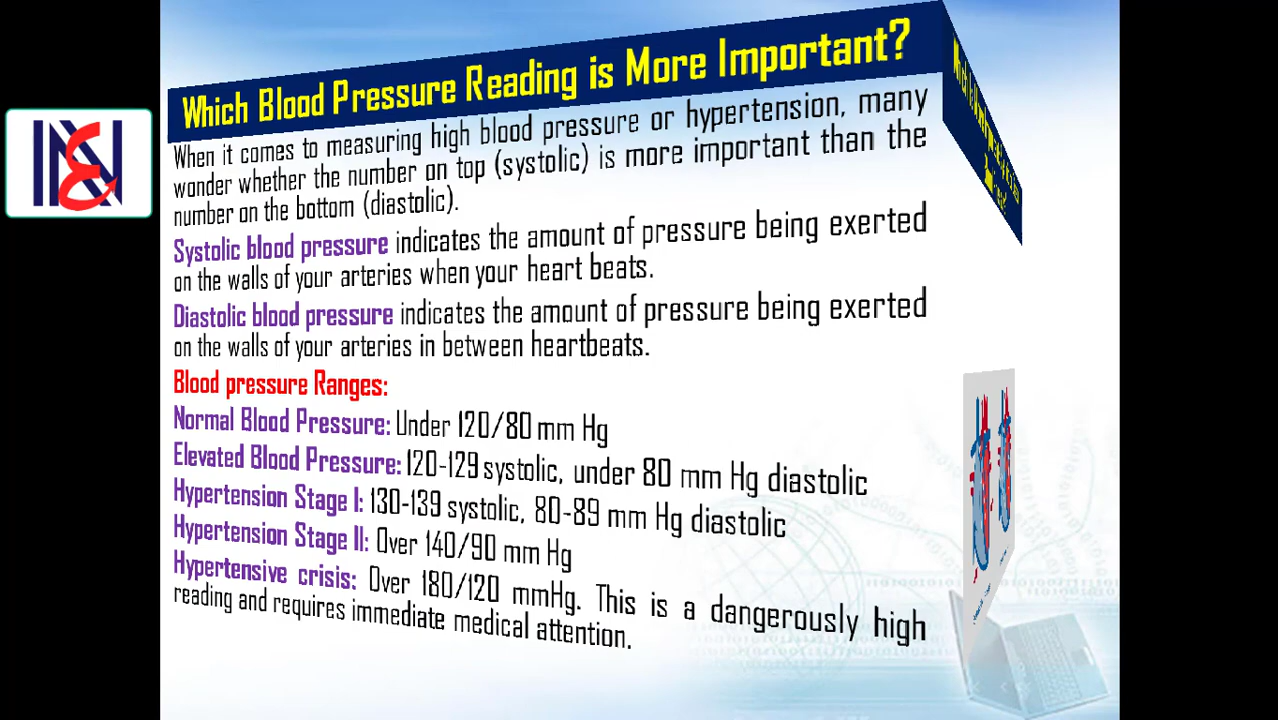 Which Blood Pressure Reading is More Important?
When it comes to measuring high blood pressure or hypertension, many
wonder whether the number on top (systolic) is more important than the
number on the bottom (diastolic).
Systolic blood pressure indicates the amount of pressure being exerted
on the walls of your arteries when your heart beats.
Diastolic blood pressure indicates the amount of pressure being exerted
on the walls of your arteries in between heartbeats.
Blood pressure Ranges:
Normal Blood Pressure: Under 120/80 mm Hg
Elevated Blood Pressure: 120-129 systolic, under 80 mm Hg diastolic
Hypertension Stage I: 130-139 systolic, 80-89 mm Hg diastolic
Hypertension Stage II: Over 140/90 mm Hg
Hypertensive crisis: Over 180/120 mmHg. This is a dangerously high
reading and requires immediate medical attention.